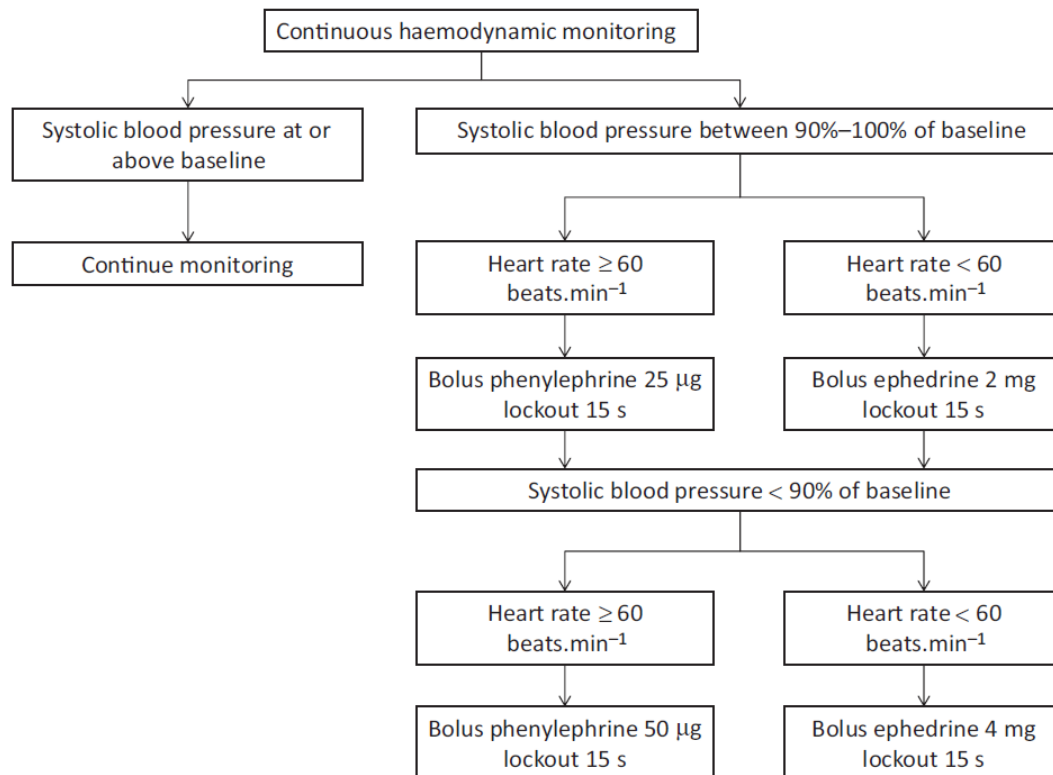 Continuous haemodynamic monitoring
Systolic blood pressure at or
above baseline
Systolic blood pressure between 90%–100% of baseline
Continue monitoring
Heart rate ≥ 60
beats.min⁻¹
Heart rate < 60
beats.min⁻¹
Bolus phenylephrine 25 µg
lockout 15 s
Bolus ephedrine 2 mg
lockout 15 s
Systolic blood pressure < 90% of baseline
Heart rate ≥ 60
beats.min⁻¹
Heart rate < 60
beats.min⁻¹
Bolus phenylephrine 50 µg
lockout 15 s
Bolus ephedrine 4 mg
lockout 15 s